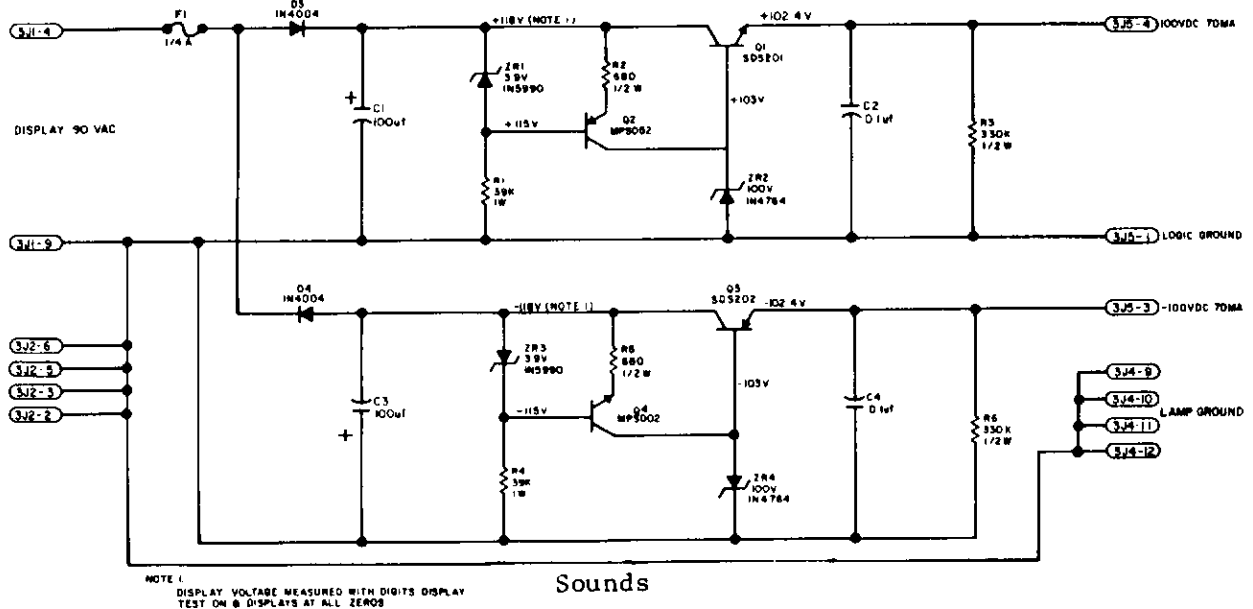 3J1-4
F1
1/4 A
D3
1N4004
+118V (NOTE 1)
+102.4V
3J5-4
100VDC 70MA
Q1
SDS201
ZR1
3.9V
1N5990
R2
680
1/2 W
+
C1
100uf
DISPLAY 90 VAC
+115V
Q2
+103V
C2
0.1uf
R3
330K
1/2 W
R1
39K
1W
ZR2
100V
1N4764
3J1-9
3J5-1
LOGIC GROUND
D4
1N4004
-118V (NOTE 1)
SDS202
-102.4V
3J5-3
-100VDC 70MA
3J2-6
3J2-5
3J2-3
3J2-2
ZR3
3.9V
1N5990
680
1/2 W
-115V
Q4
-103V
C3
100uf
+
C4
0.1uf
330K
1/2 W
R4
39K
1W
ZR4
100V
1N4764
3J4-9
3J4-10
3J4-11
3J4-12
LAMP GROUND
NOTE 1.
DISPLAY VOLTAGE MEASURED WITH DIGITS DISPLAY
TEST ON DISPLAYS AT ALL ZEROS
Sounds